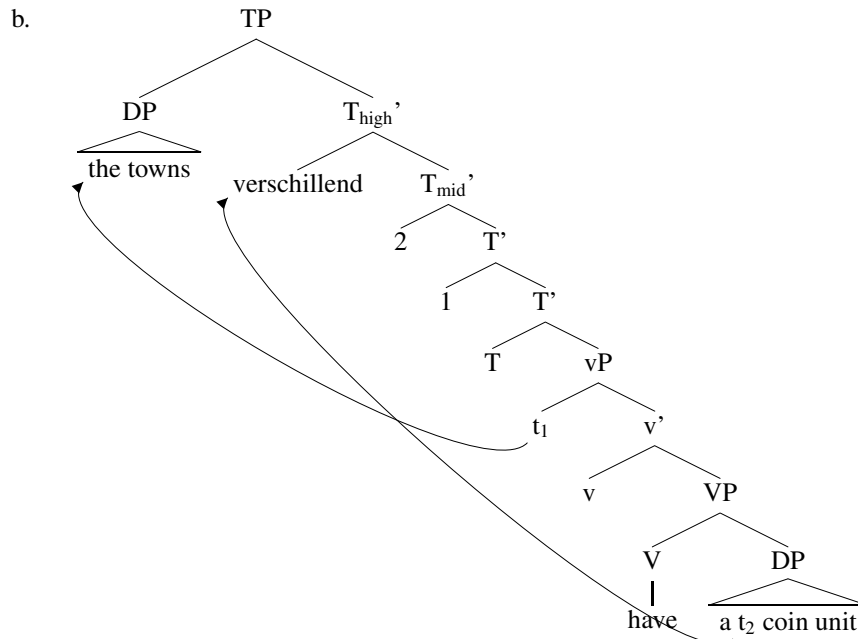 b. TP
DP T_high'
the towns
verschillend T_mid'
2 T'
1 T'
T vP
t₁ v'
v VP
V DP
have a t₂ coin unit